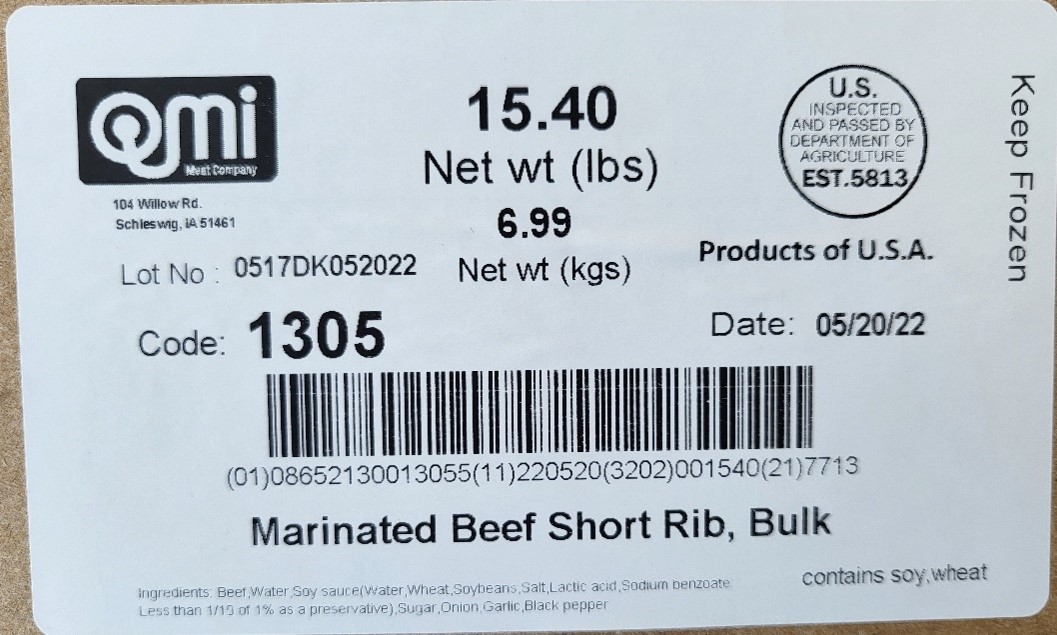 Qmi
Meat Company
104 Willow Rd.
Schleswig, IA 51461
15.40
Net wt (lbs)
6.99
Net wt (kgs)
U.S.
INSPECTED
AND PASSED BY
DEPARTMENT OF
AGRICULTURE
EST.5813
Products of U.S.A.
Keep Frozen
Lot No : 0517DK052022
Code: 1305
Date: 05/20/22
(01)08652130013055(11)220520(3202)001540(21)7713
Marinated Beef Short Rib, Bulk
contains soy,wheat
Ingredients: Beef,Water,Soy sauce(Water,Wheat,Soybeans,Salt,Lactic acid,Sodium benzoate
Less than 1/10 of 1% as a preservative),Sugar,Onion,Garlic,Black pepper